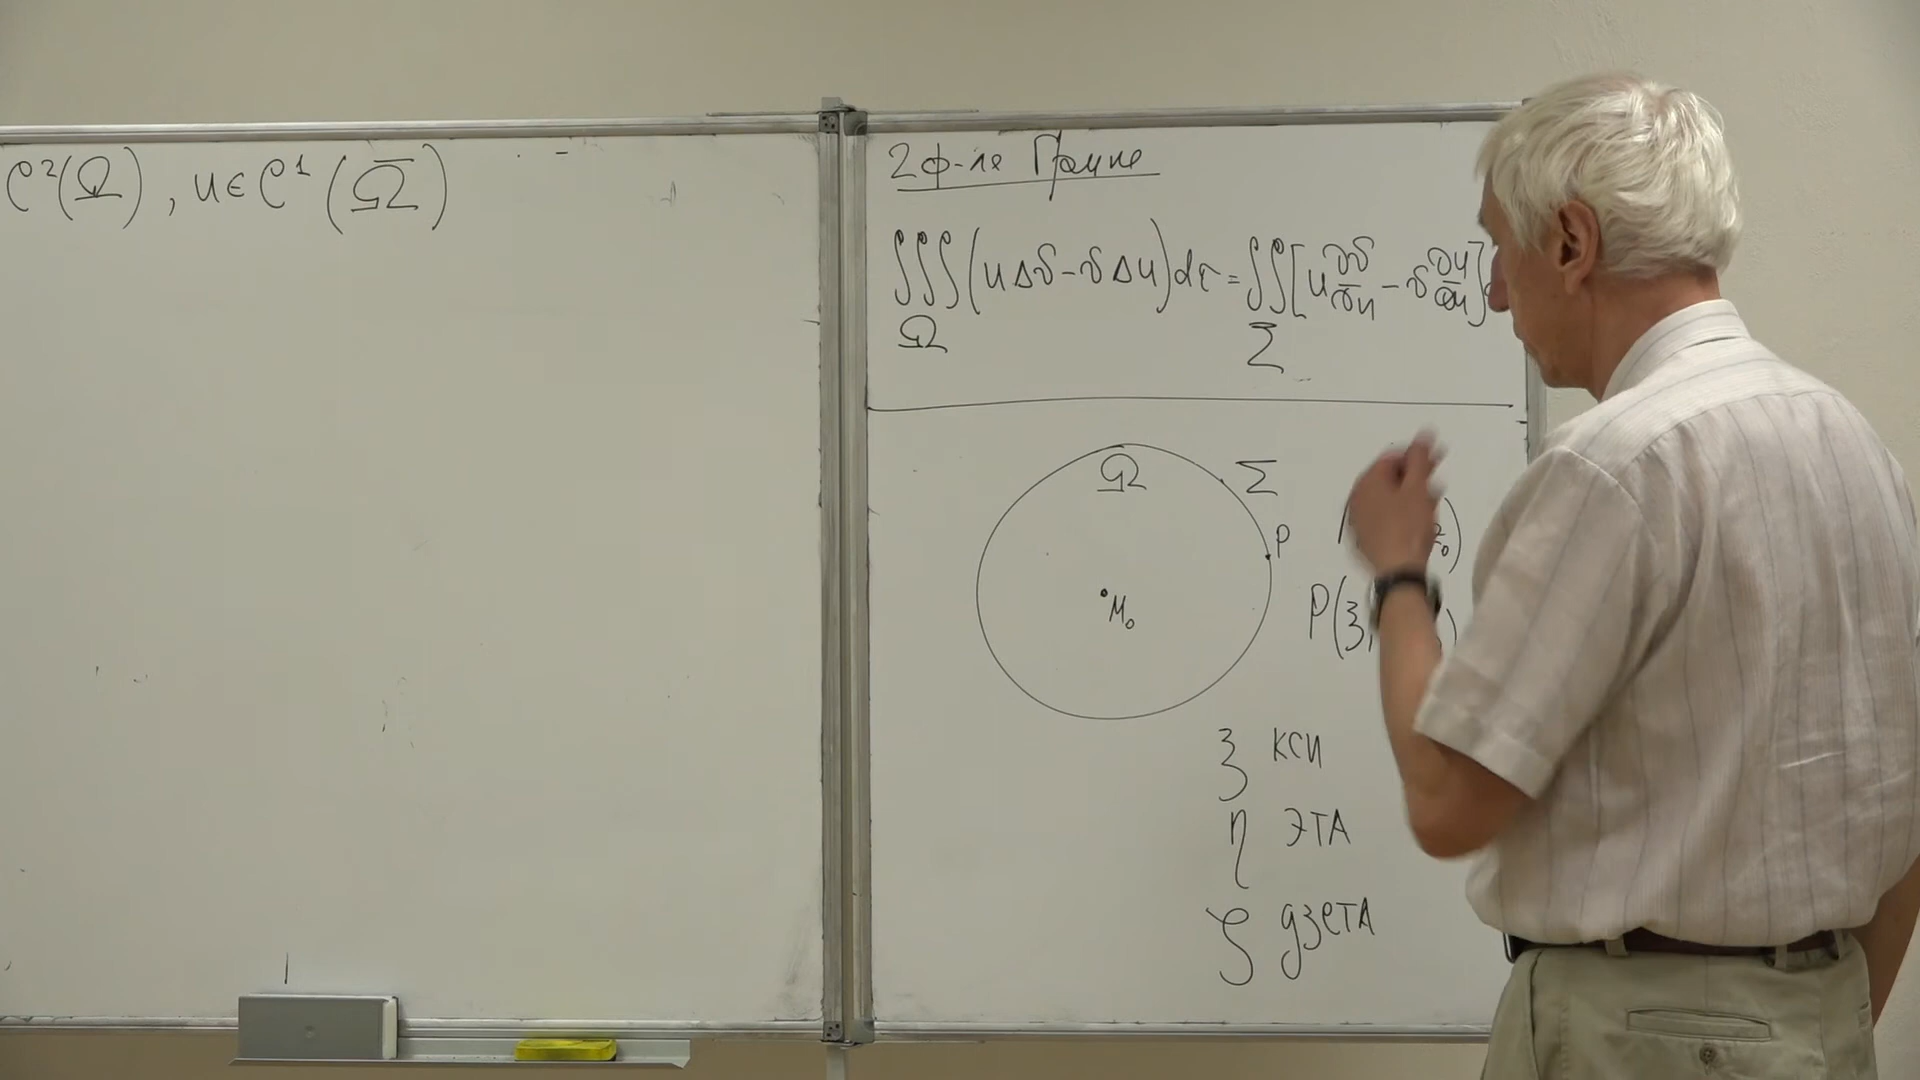 C²(Ω), u ∈ C¹(Ω̅)
2 ф-ла Грина
∭(uΔv - vΔu)dτ = ∬[u ∂v/∂n - v ∂u/∂n]
Ω Σ
Ω Σ
P
M₀
P(ξ,
ξ кси
η ЭТА
ζ дзетА